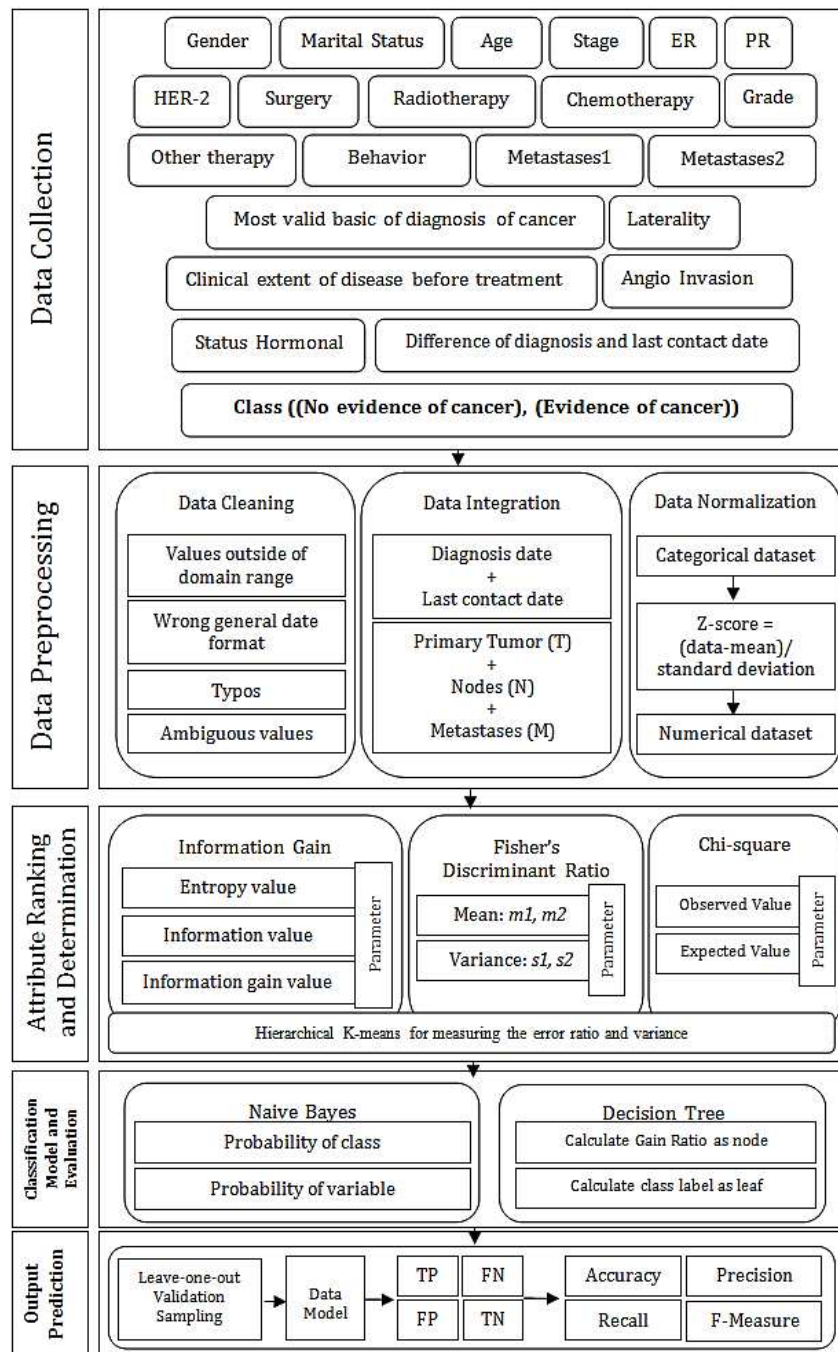 Data Collection
Gender
Marital Status
Age
Stage
ER
PR
HER-2
Surgery
Radiotherapy
Chemotherapy
Grade
Other therapy
Behavior
Metastases1
Metastases2
Most valid basic of diagnosis of cancer
Laterality
Clinical extent of disease before treatment
Angio Invasion
Status Hormonal
Difference of diagnosis and last contact date
Class ((No evidence of cancer), (Evidence of cancer))
Data Preprocessing
Data Cleaning
Values outside of
domain range
Wrong general date
format
Typos
Ambiguous values
Data Integration
Diagnosis date
+
Last contact date
Primary Tumor (T)
+
Nodes (N)
+
Metastases (M)
Data Normalization
Categorical dataset
Z-score =
(data-mean)/
standard deviation
Numerical dataset
Attribute Ranking
and Determination
Information Gain
Entropy value
Information value
Information gain value
Parameter
Fisher's
Discriminant Ratio
Mean: m1, m2
Variance: s1, s2
Parameter
Chi-square
Observed Value
Expected Value
Parameter
Hierarchical K-means for measuring the error ratio and variance
Classification
Model and
Evaluation
Naive Bayes
Probability of class
Probability of variable
Decision Tree
Calculate Gain Ratio as node
Calculate class label as leaf
Output
Prediction
Leave-one-out
Validation
Sampling
Data
Model
TP
FN
FP
TN
Accuracy
Precision
Recall
F-Measure